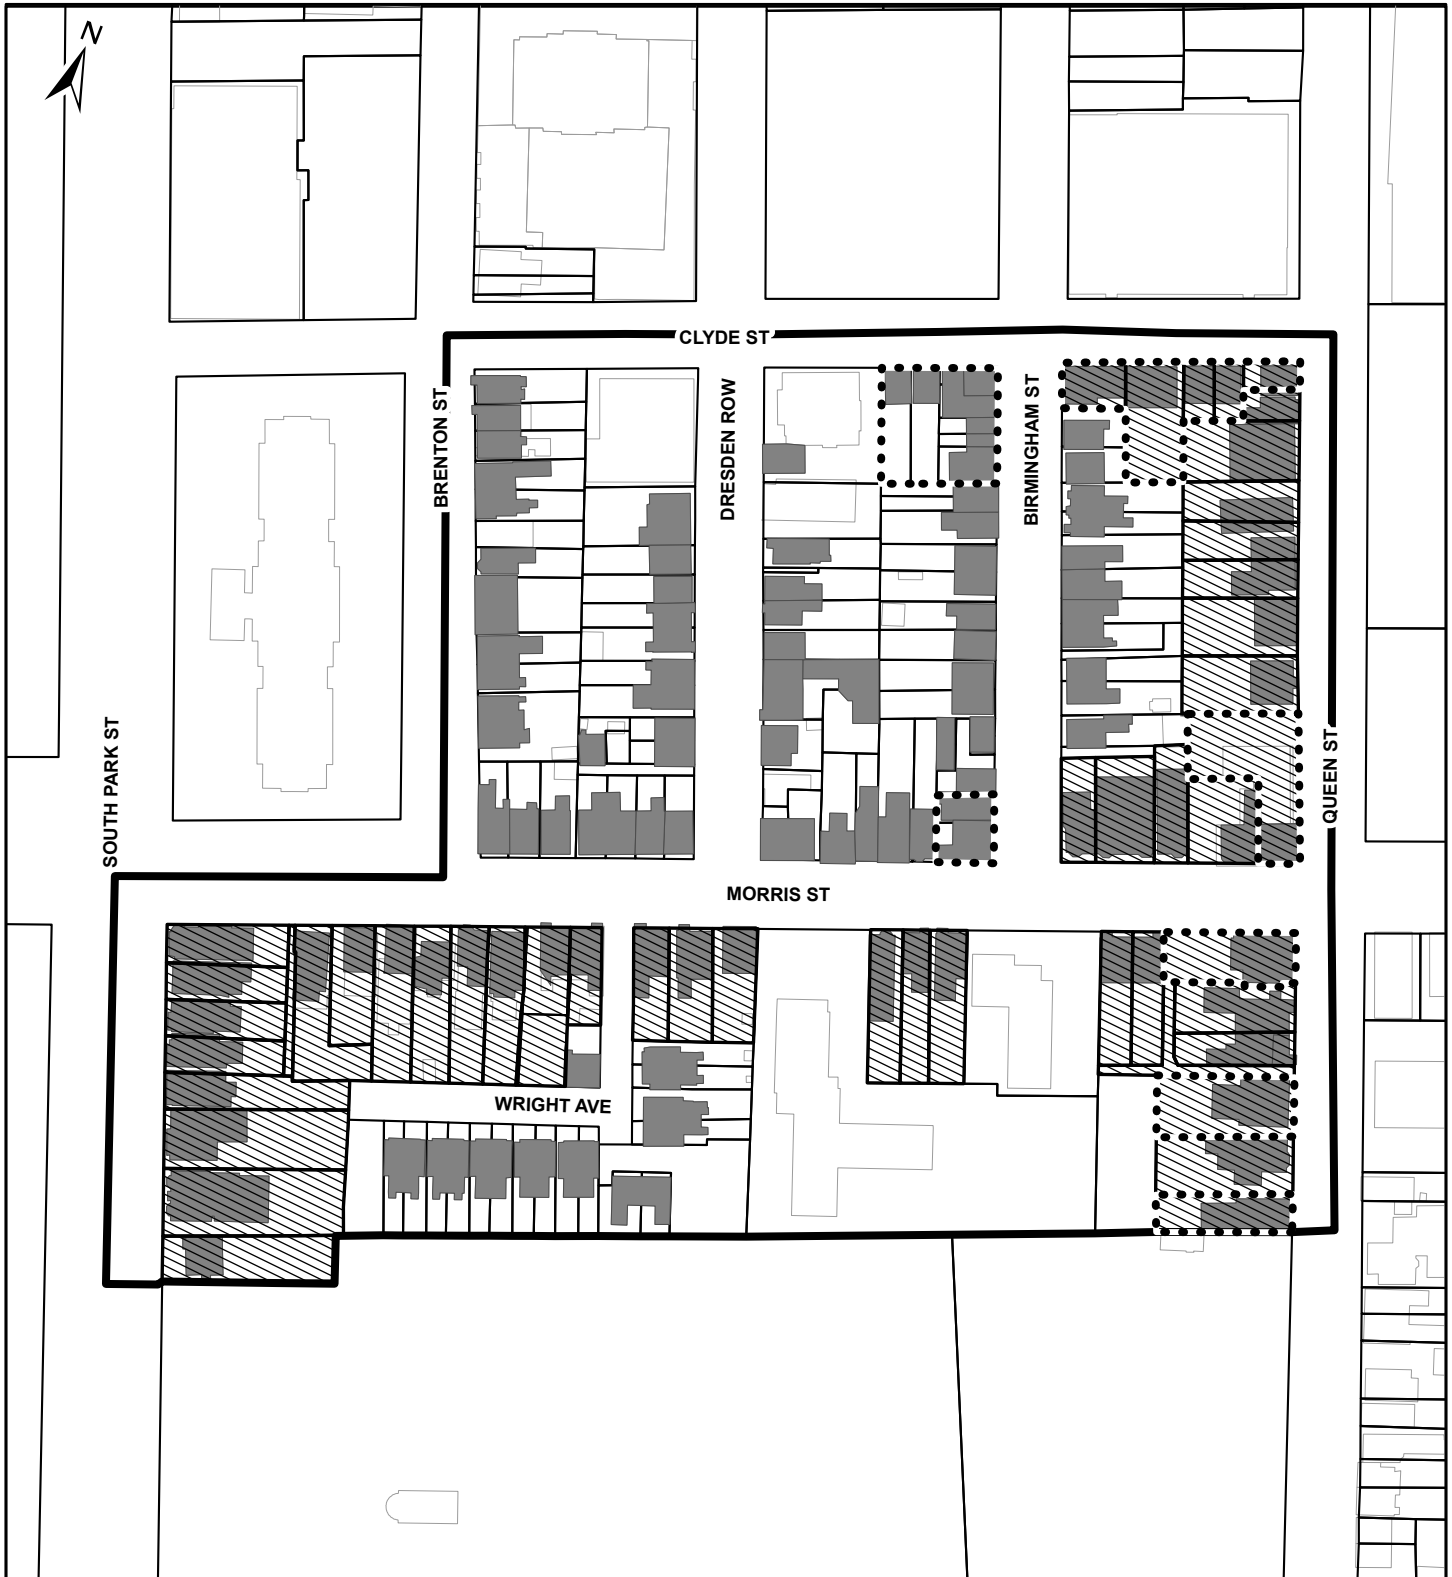 N
CLYDE ST
BRENTON ST
DRESDEN ROW
BIRMINGHAM ST
SOUTH PARK ST
QUEEN ST
MORRIS ST
WRIGHT AVE